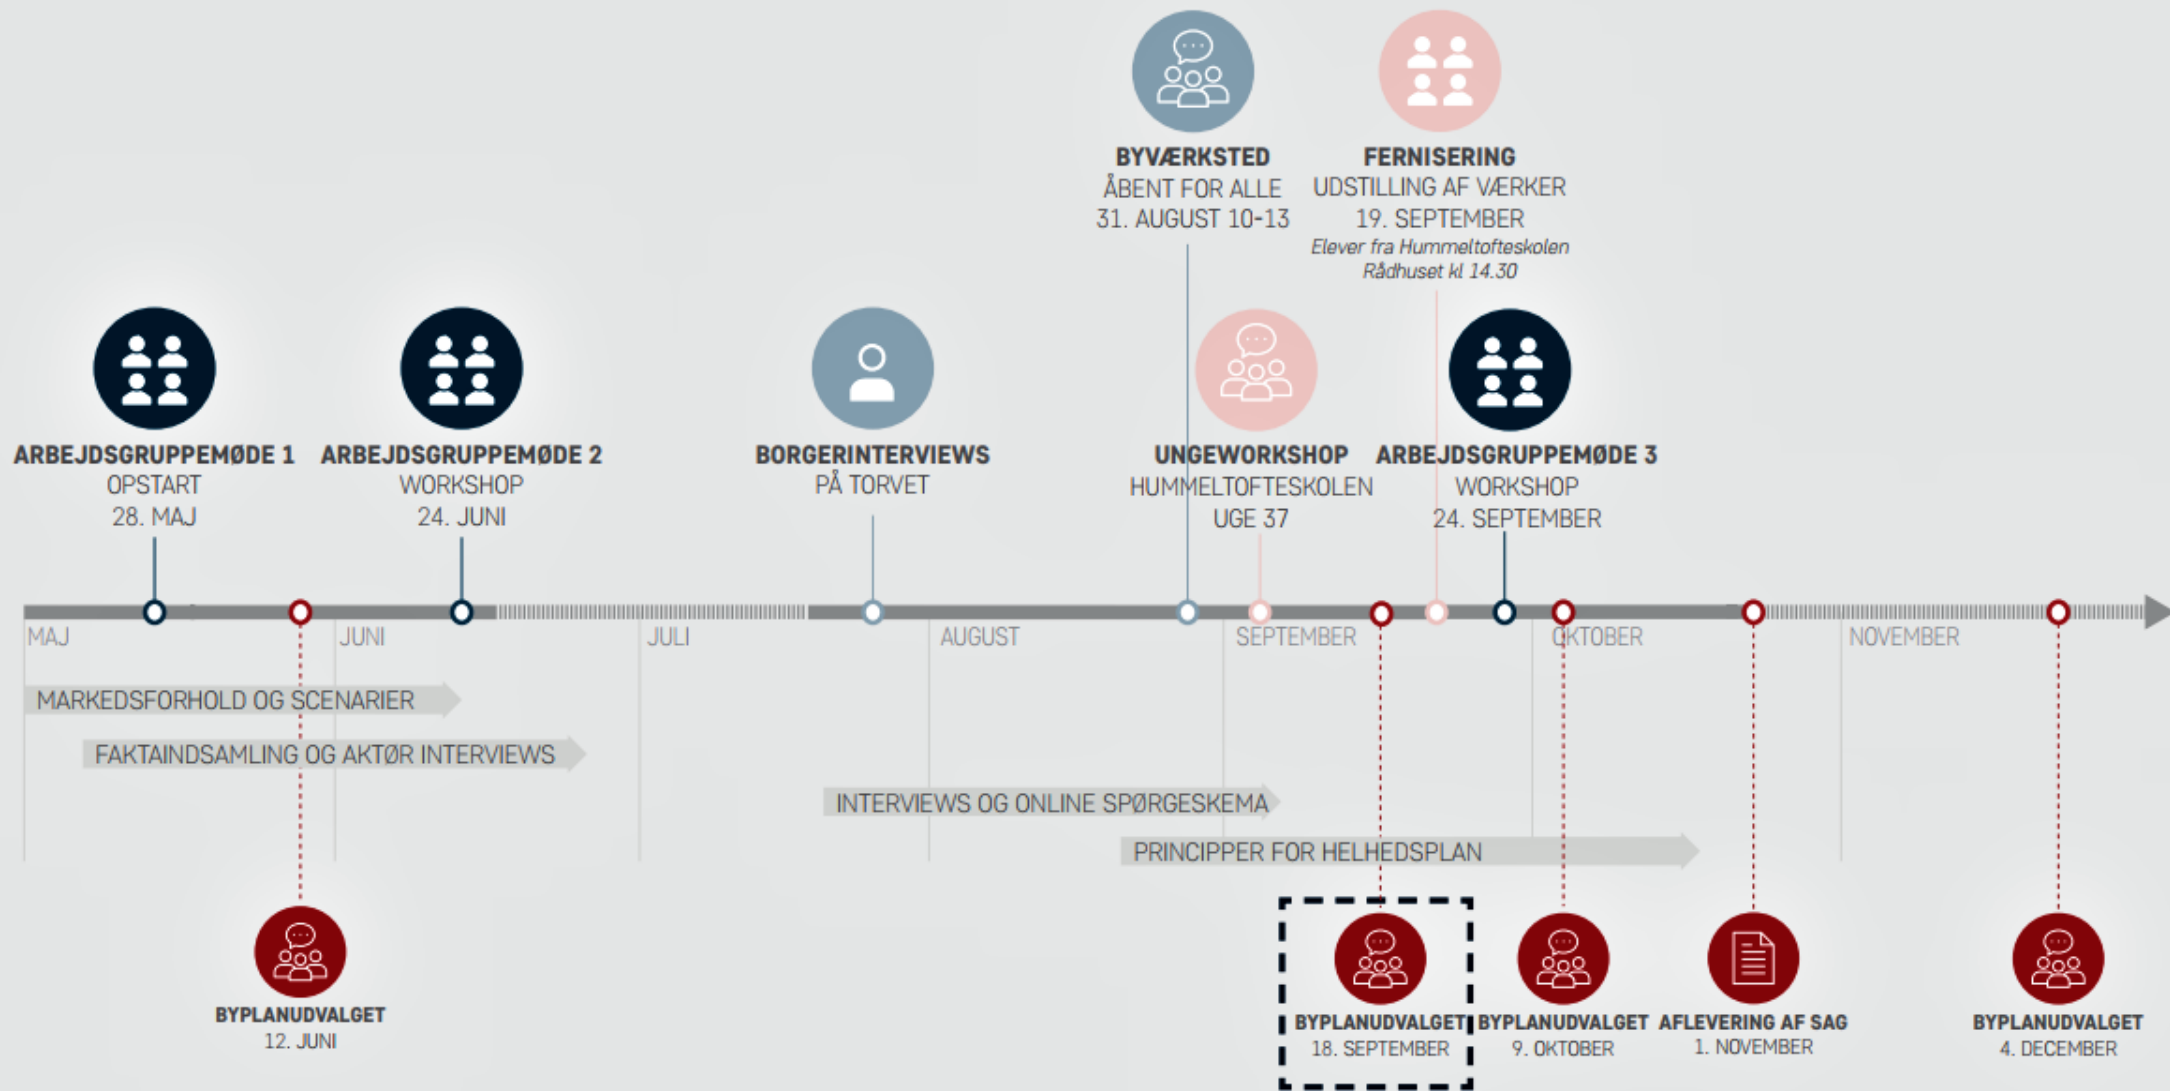 BYVÆRKSTED
ÅBENT FOR ALLE
31. AUGUST 10-13
FERNISERING
UDSTILLING AF VÆRKER
19. SEPTEMBER
Elever fra Hummeltofteskolen
Rådhuset kl 14.30
ARBEJDSGRUPPEMØDE 1
OPSTART
28. MAJ
ARBEJDSGRUPPEMØDE 2
WORKSHOP
24. JUNI
BORGERINTERVIEWS
PÅ TORVET
UNGEWORKSHOP
HUMMELTOFTESKOLEN
UGE 37
ARBEJDSGRUPPEMØDE 3
WORKSHOP
24. SEPTEMBER
MAJ
JUNI
JULI
AUGUST
SEPTEMBER
OKTOBER
NOVEMBER
MARKEDSFORHOLD OG SCENARIER
FAKTAINDSAMLING OG AKTØR INTERVIEWS
INTERVIEWS OG ONLINE SPØRGESKEMA
PRINCIPPER FOR HELHEDSPLAN
BYPLANUDVALGET
12. JUNI
BYPLANUDVALGET
18. SEPTEMBER
BYPLANUDVALGET
9. OKTOBER
AFLEVERING AF SAG
1. NOVEMBER
BYPLANUDVALGET
4. DECEMBER